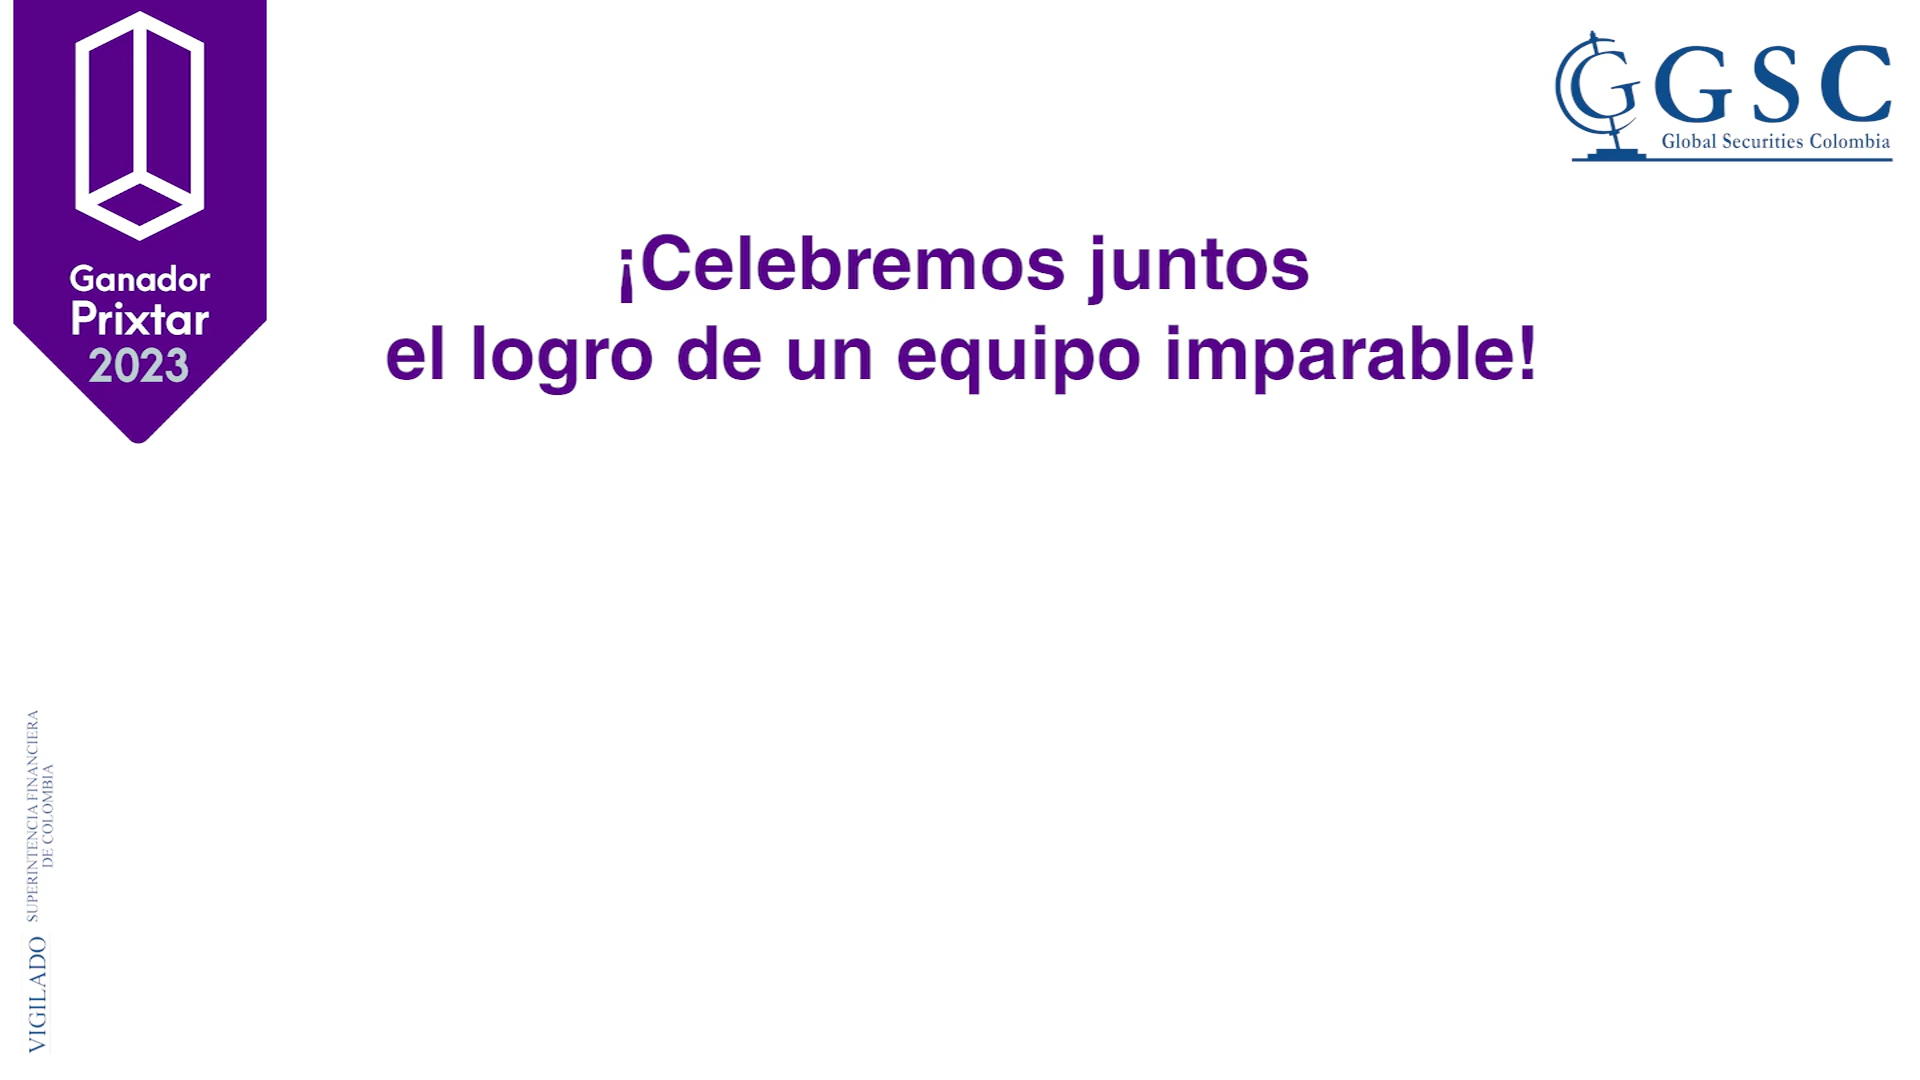 Ganador
Prixtar
2023
GSC
Global Securities Colombia
¡Celebremos juntos
el logro de un equipo imparable!
VIGILADO SUPERINTENCIA FINANCIERA
DE COLOMBIA